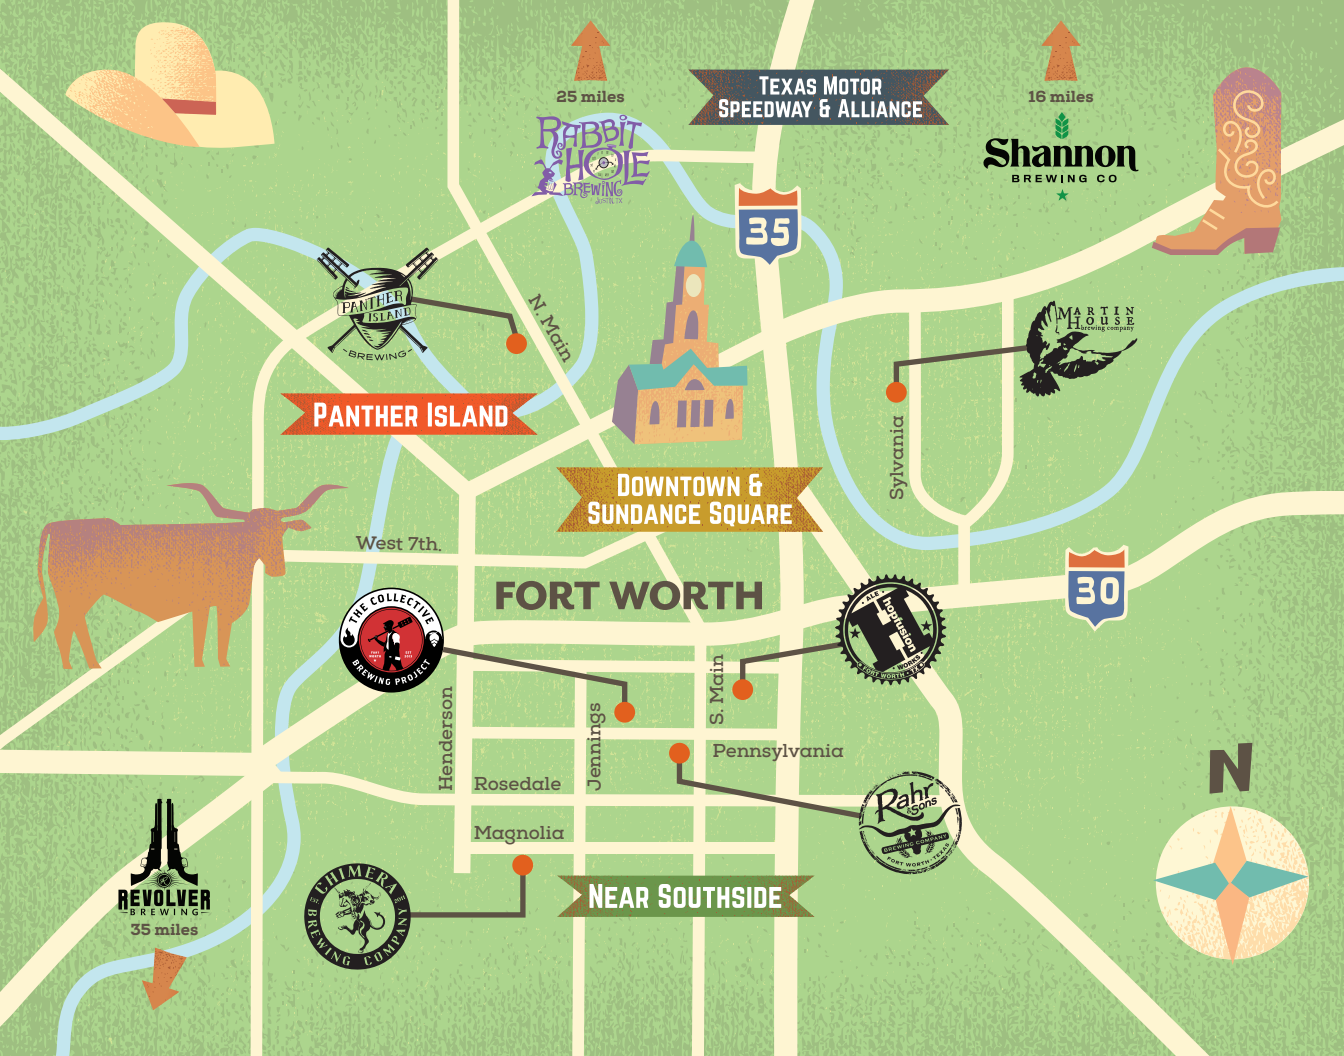 25 miles
TEXAS MOTOR
SPEEDWAY & ALLIANCE
16 miles
RABBIT
HOLE
BREWING
JUSTIN, TX
Shannon
BREWING CO
35
PANTHER
ISLAND
-BREWING-
N. Main
MARTIN
HOUSE
brewing company
PANTHER ISLAND
Sylvania
DOWNTOWN &
SUNDANCE SQUARE
West 7th.
FORT WORTH
30
THE COLLECTIVE
BREWING PROJECT
ALE
hopfusion
WORKS
FORT WORTH • TX
S. Main
Henderson
Jennings
Pennsylvania
N
Rosedale
Rahr
& Sons
BREWING COMPANY
FORT WORTH • TEXAS
Magnolia
REVOLVER
-BREWING-
35 miles
CHIMERA
BREWING COMPANY
NEAR SOUTHSIDE